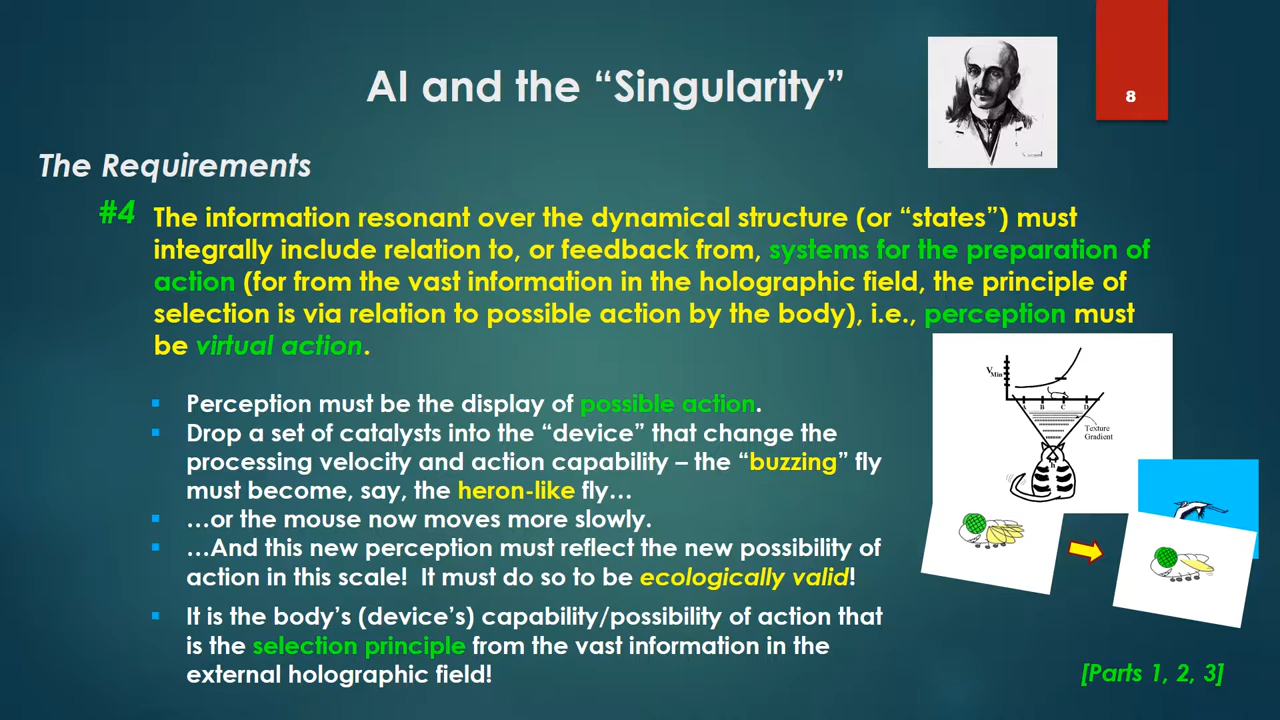 AI and the “Singularity”
8
The Requirements
#4 The information resonant over the dynamical structure (or “states”) must
integrally include relation to, or feedback from, systems for the preparation of
action (for from the vast information in the holographic field, the principle of
selection is via relation to possible action by the body), i.e., perception must
be virtual action.
Perception must be the display of possible action.
Drop a set of catalysts into the “device” that change the
processing velocity and action capability – the “buzzing” fly
must become, say, the heron-like fly…
…or the mouse now moves more slowly.
…And this new perception must reflect the new possibility of
action in this scale! It must do so to be ecologically valid!
It is the body’s (device’s) capability/possibility of action that
is the selection principle from the vast information in the
external holographic field!
VMin
A B C D
Texture
Gradient
h
[Parts 1, 2, 3]